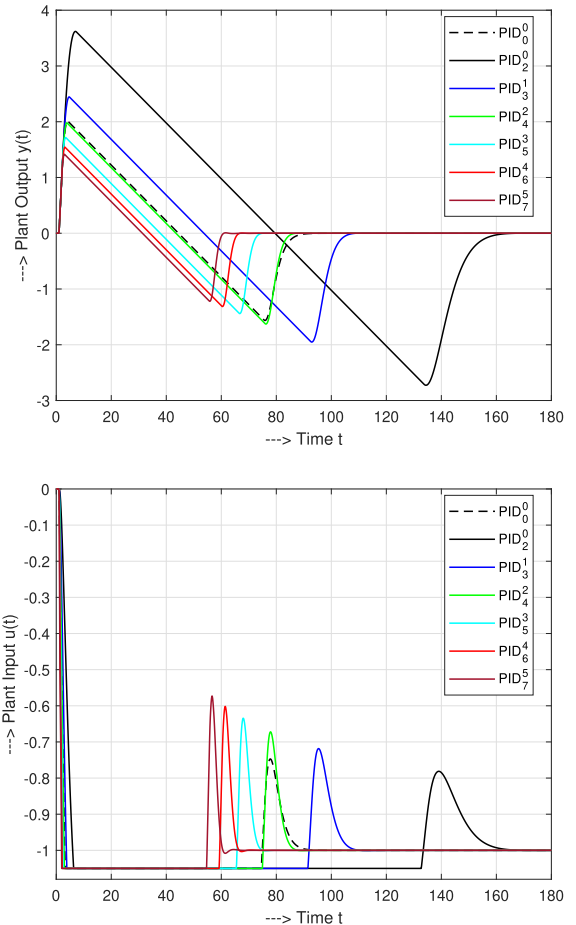 4
3
2
1
0
-1
-2
-3
---> Plant Output y(t)
PID⁰₀
PID⁰₂
PID¹₃
PID²₄
PID³₅
PID⁴₆
PID⁵₇
0 20 40 60 80 100 120 140 160 180
---> Time t
0
-0.1
-0.2
-0.3
-0.4
-0.5
-0.6
-0.7
-0.8
-0.9
-1
---> Plant Input u(t)
PID⁰₀
PID⁰₂
PID¹₃
PID²₄
PID³₅
PID⁴₆
PID⁵₇
0 20 40 60 80 100 120 140 160 180
---> Time t